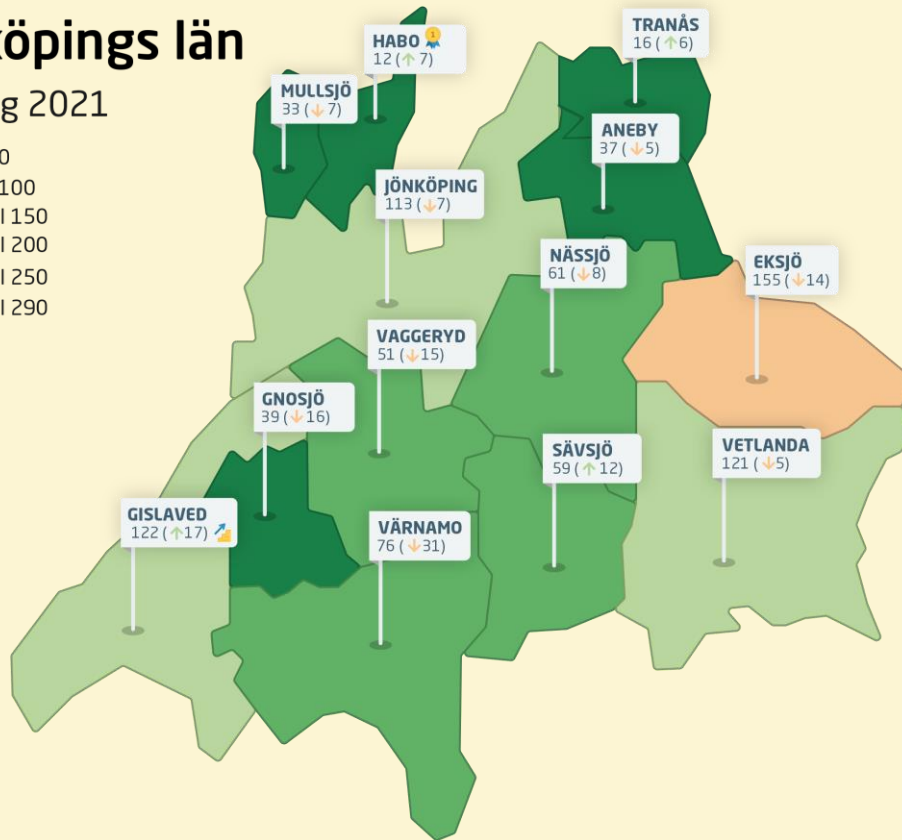 köpings län
g 2021
0
100
l 150
l 200
l 250
l 290
HABO
12 (↑ 7)
TRANÅS
16 (↑6)
MULLSJÖ
33 (↓7)
ANEBY
37 (↓5)
JÖNKÖPING
113 (↓7)
NÄSSJÖ
61 (↓8)
EKSJÖ
155 (↓14)
VAGGERYD
51 (↓15)
GNOSJÖ
39 (↓16)
SÄVSJÖ
59 (↑12)
VETLANDA
121 (↓5)
GISLAVED
122 (↑17)
VÄRNAMO
76 (↓31)